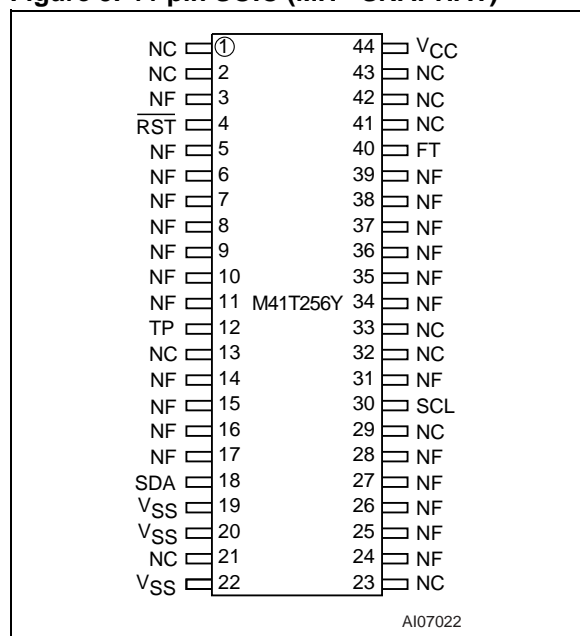 NC 1 44 VCC
NC 2 43 NC
NF 3 42 NC
RST 4 41 NC
NF 5 40 FT
NF 6 39 NF
NF 7 38 NF
NF 8 37 NF
NF 9 36 NF
NF 10 35 NF
NF 11 M41T256Y 34 NF
TP 12 33 NC
NC 13 32 NC
NF 14 31 NF
NF 15 30 SCL
NF 16 29 NC
NF 17 28 NF
SDA 18 27 NF
VSS 19 26 NF
VSS 20 25 NF
NC 21 24 NF
VSS 22 23 NC
AI07022